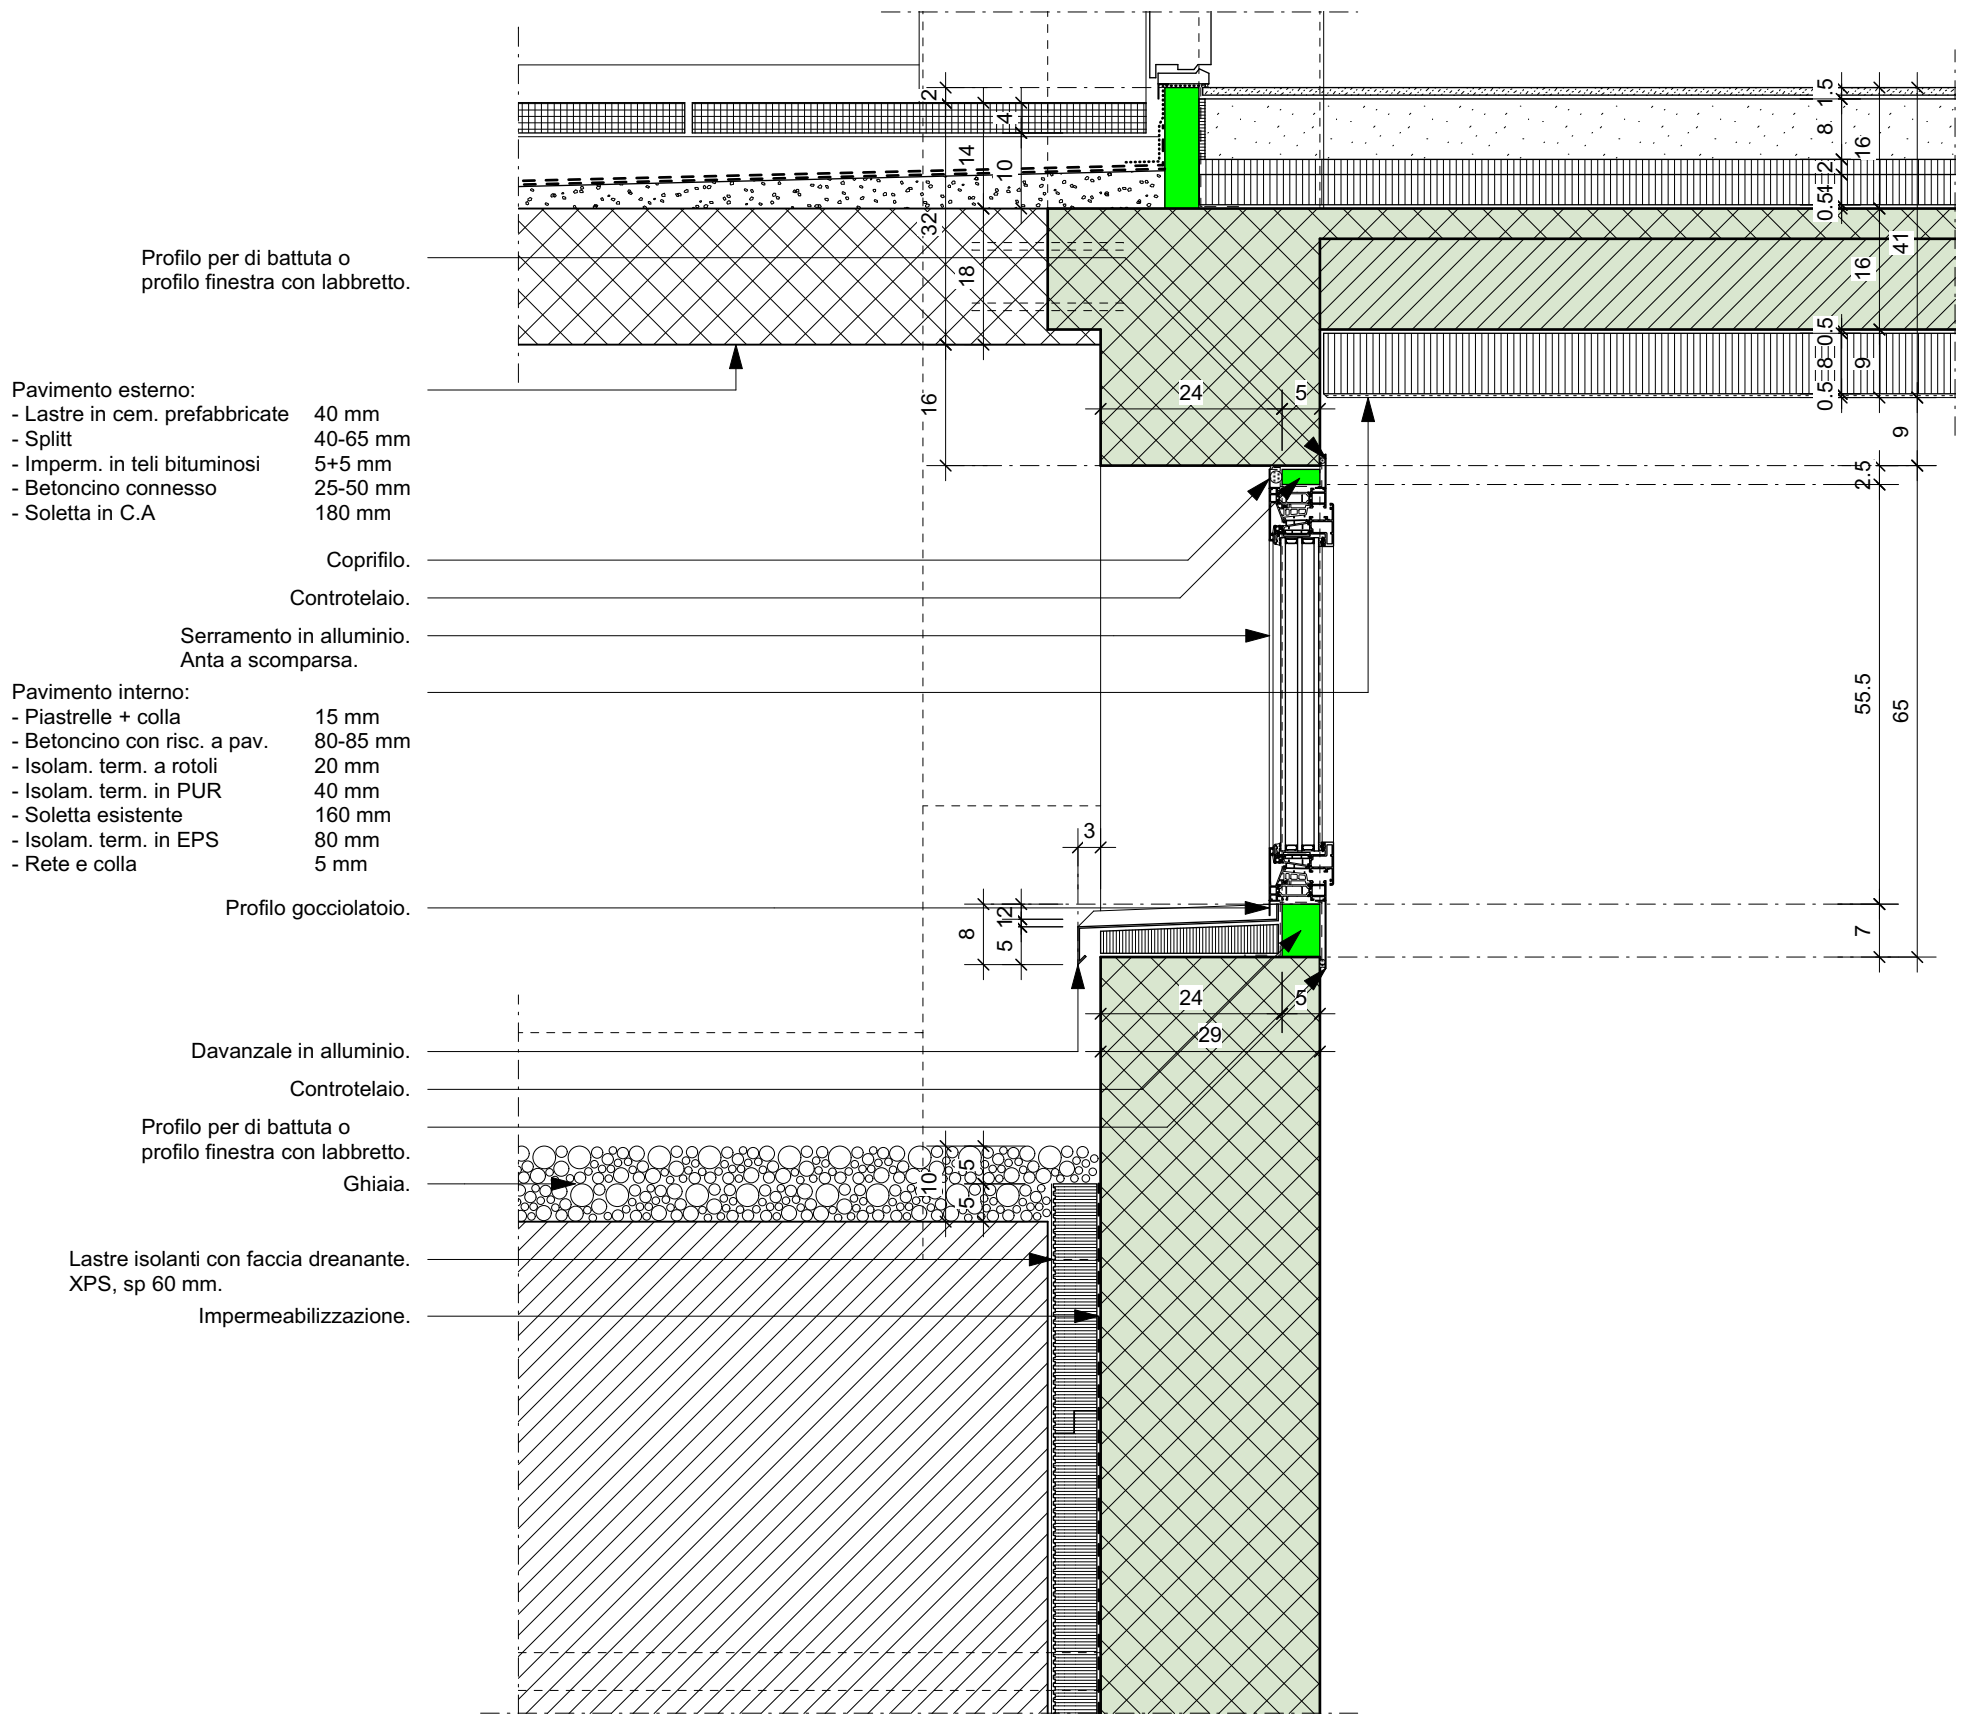 2
4
14
10
32
18
16
1.5
8
16
2
4
0.5
41
16
0.5
8
9
0.5
9
24
5
2.5
55.5
65
7
Profilo per di battuta o
profilo finestra con labbretto.
Pavimento esterno:
- Lastre in cem. prefabbricate 40 mm
- Splitt 40-65 mm
- Imperm. in teli bituminosi 5+5 mm
- Betoncino connesso 25-50 mm
- Soletta in C.A 180 mm
Coprifilo.
Controtelaio.
Serramento in alluminio.
Anta a scomparsa.
Pavimento interno:
- Piastrelle + colla 15 mm
- Betoncino con risc. a pav. 80-85 mm
- Isolam. term. a rotoli 20 mm
- Isolam. term. in PUR 40 mm
- Soletta esistente 160 mm
- Isolam. term. in EPS 80 mm
- Rete e colla 5 mm
3
Profilo gocciolatoio.
8
2
1
5
24
5
29
Davanzale in alluminio.
Controtelaio.
Profilo per di battuta o
profilo finestra con labbretto.
Ghiaia.
10
5
5
Lastre isolanti con faccia dreanante.
XPS, sp 60 mm.
Impermeabilizzazione.